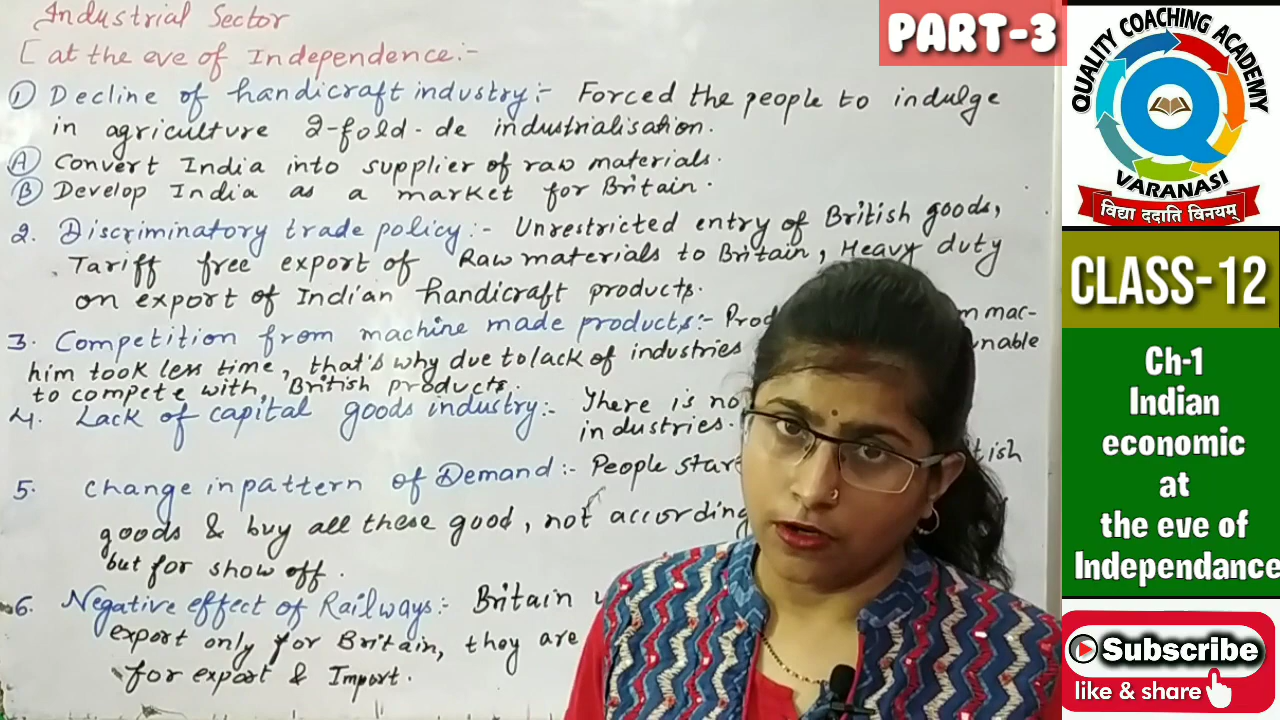 Industrial Sector
[at the eve of Independence:-
① Decline of handicraft industry:- Forced the people to indulge
in agriculture 2-fold-de industrialisation.
Ⓐ Convert India into supplier of raw materials.
Ⓑ Develop India as a market for Britain.
2. Discriminatory trade policy:- Unrestricted entry of British goods,
Tariff free export of Raw materials to Britain, Heavy duty
on export of Indian handicraft products.
3. Competition from machine made products:- mac-
him took less time, that's why due to lack of industries
to compete with, British products.
4. Lack of capital goods industry:- There is no
industries.
5. Change in pattern of Demand:- People
goods & buy all these good, not according
but for show off.
6. Negative effect of Railways:- Britain
export only for Britain, they are
for export & Import.
PART-3
QUALITY COACHING ACADEMY
VARANASI
विद्या ददाति विनयम्
CLASS-12
Ch-1
Indian
economic
at
the eve of
Independance
Subscribe
like & share